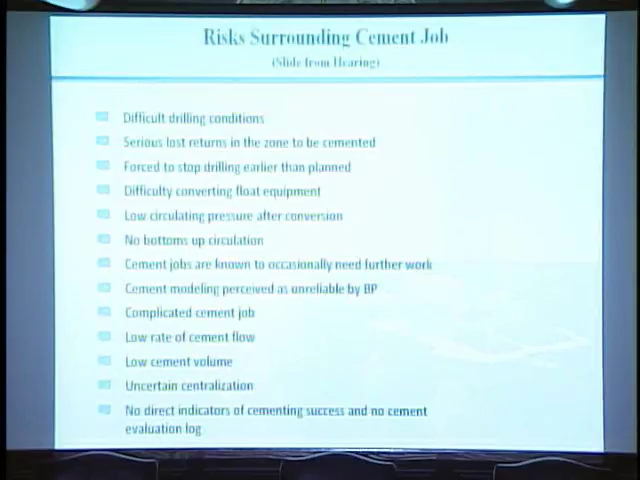 Risks Surrounding Cement Job
(Slide from Hearing)
Difficult drilling conditions
Serious lost returns in the zone to be cemented
Forced to stop drilling earlier than planned
Difficulty converting float equipment
Low circulating pressure after conversion
No bottoms up circulation
Cement jobs are known to occasionally need further work
Cement modeling perceived as unreliable by BP
Complicated cement job
Low rate of cement flow
Low cement volume
Uncertain centralization
No direct indicators of cementing success and no cement
evaluation log